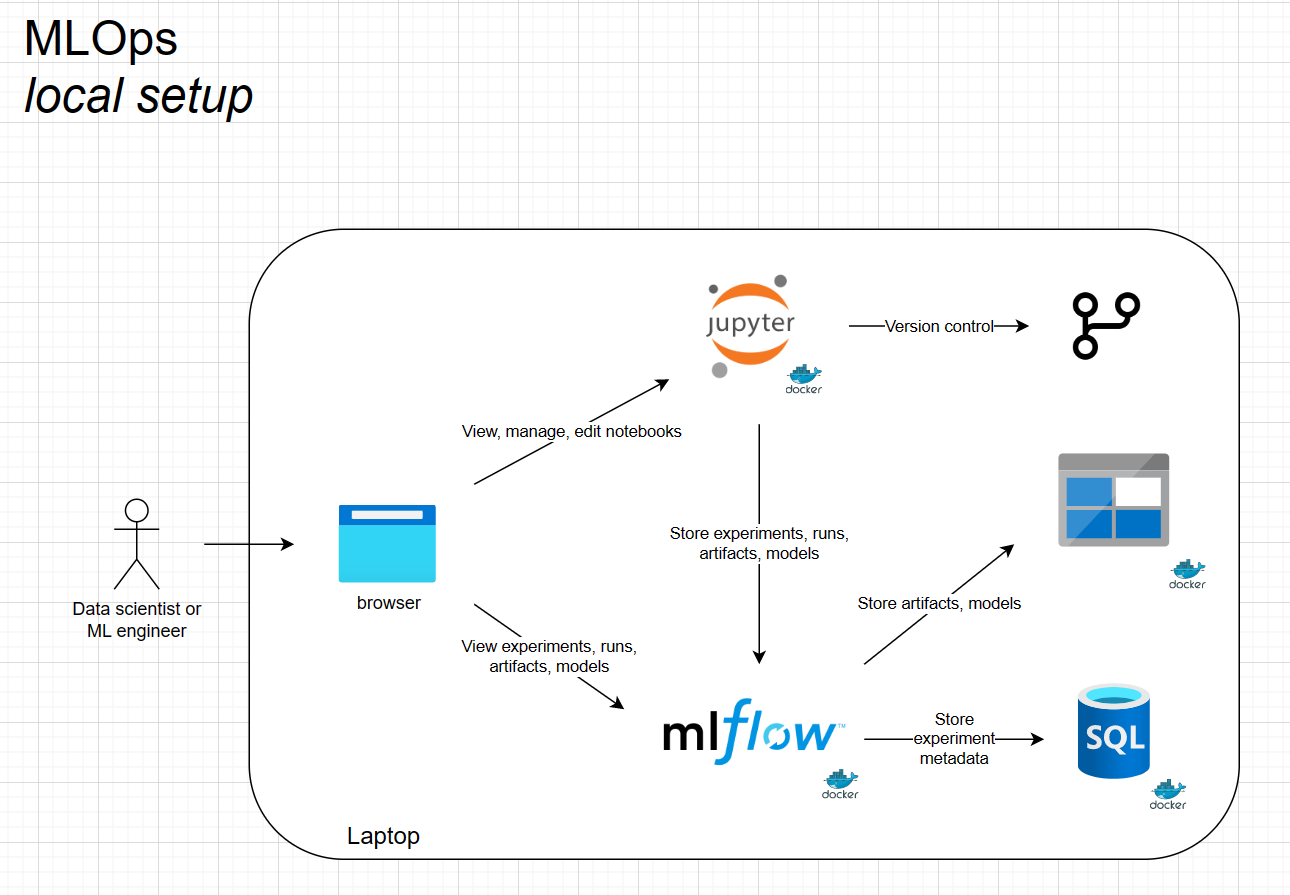 MLOps
local setup
jupyter
docker
Version control
View, manage, edit notebooks
Store experiments, runs,
artifacts, models
docker
Data scientist or
ML engineer
browser
Store artifacts, models
View experiments, runs,
artifacts, models
mlflow™
docker
Store
experiment
metadata
SQL
docker
Laptop